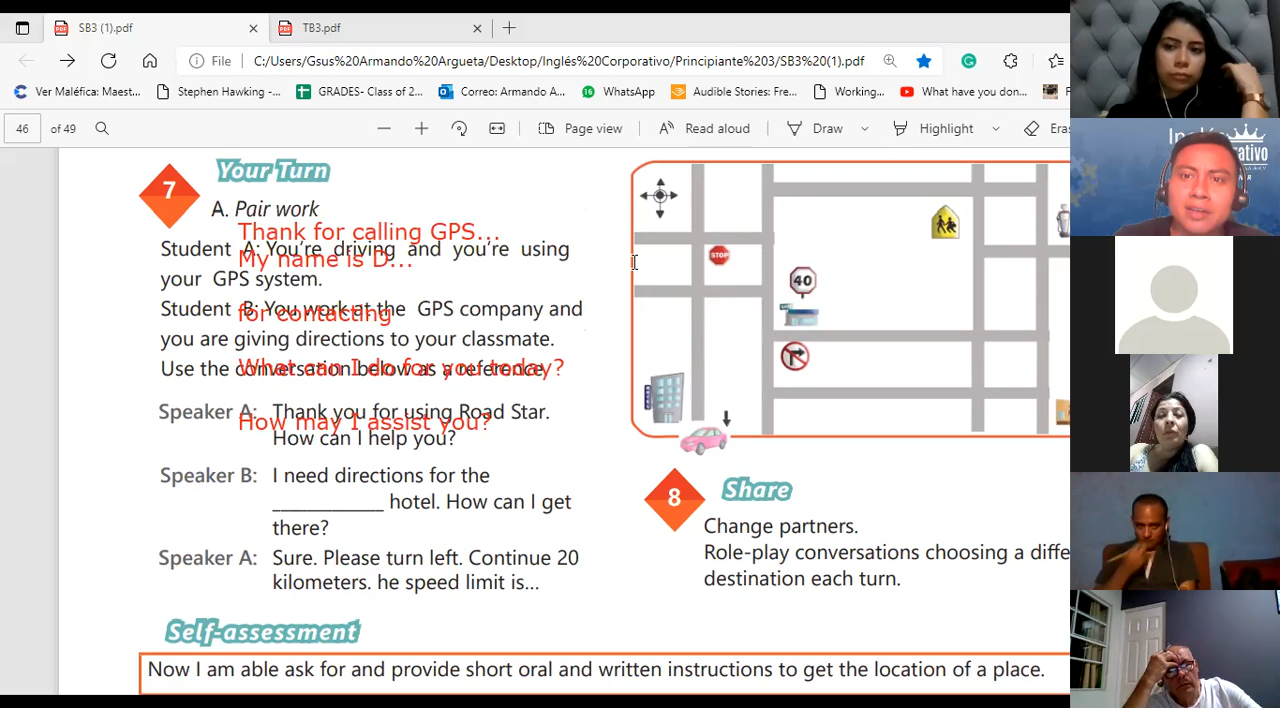 SB3 (1).pdf
TB3.pdf
File
C:/Users/Gsus%20Armando%20Argueta/Desktop/Inglés%20Corporativo/Principiante%203/SB3%20(1).pdf
Ver Maléfica: Maest...
Stephen Hawking -...
GRADES- Class of 2...
Correo: Armando A...
16
WhatsApp
Audible Stories: Fre...
Working...
What have you don...
46 of 49
Page view
Read aloud
Draw
Highlight
7
Your Turn
A. Pair work
Thank for calling GPS...
Student A: You're driving and you're using
My name is D...
your GPS system.
Student B: You work at the GPS company and
for contacting
you are giving directions to your classmate.
What can I do for you today?
Use the conversation below as a reference.
Speaker A: Thank you for using Road Star.
How may I assist you?
How can I help you?
Speaker B: I need directions for the
____________ hotel. How can I get
there?
Speaker A: Sure. Please turn left. Continue 20
kilometers. he speed limit is...
STOP
40
8
Share
Change partners.
Role-play conversations choosing a diffe
destination each turn.
Self-assessment
Now I am able ask for and provide short oral and written instructions to get the location of a place.